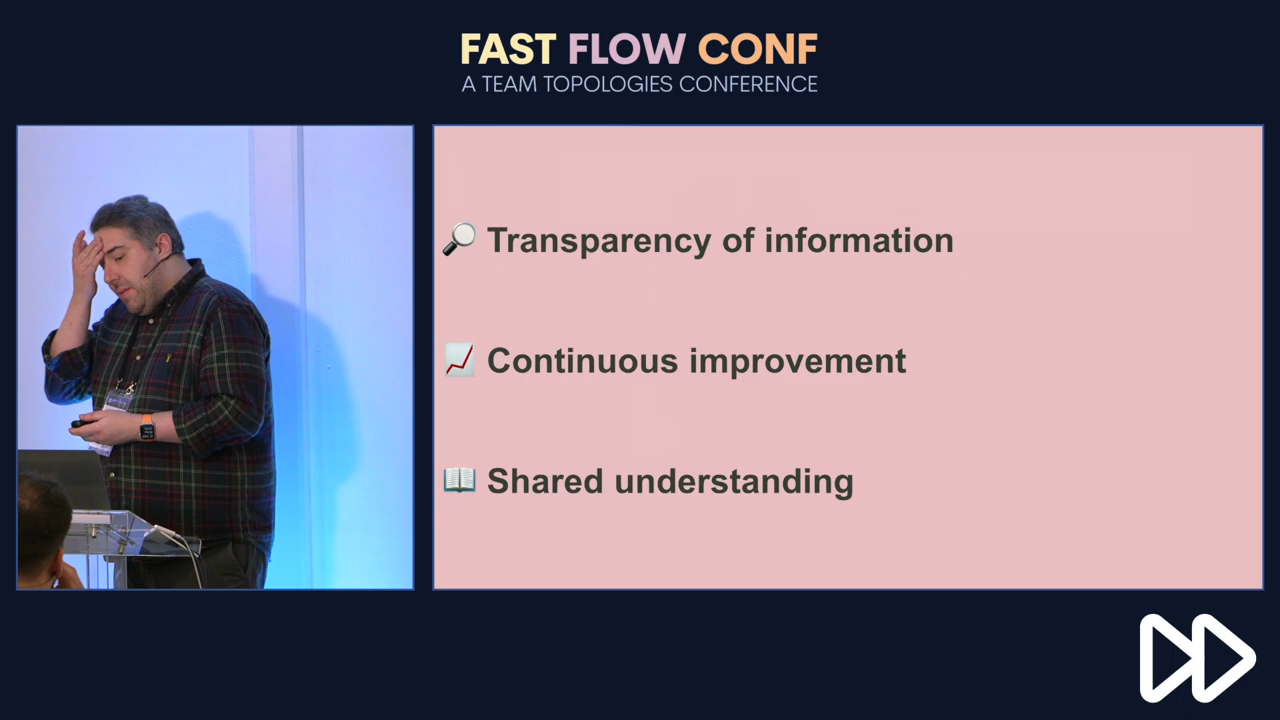 FAST FLOW CONF
A TEAM TOPOLOGIES CONFERENCE
Transparency of information
Continuous improvement
Shared understanding